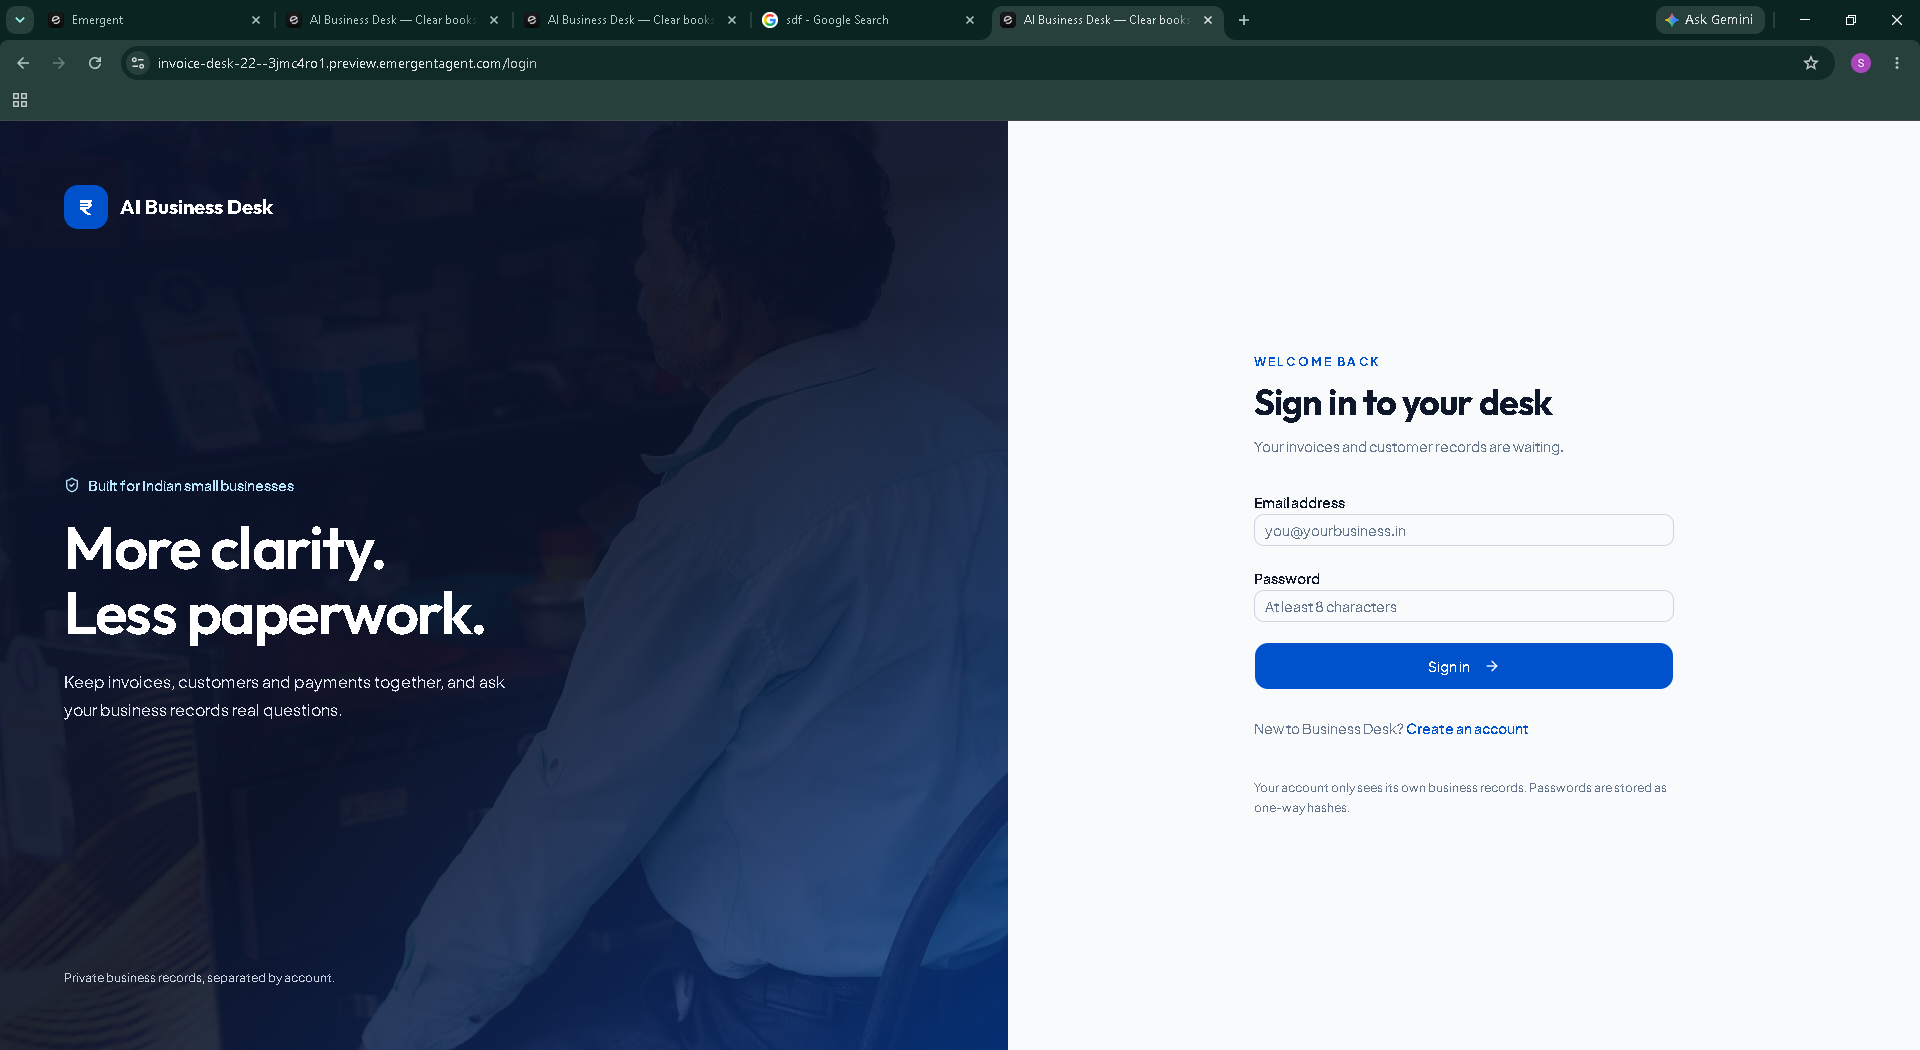 Emergent
AI Business Desk — Clear books
AI Business Desk — Clear books
sdf - Google Search
AI Business Desk — Clear books
Ask Gemini
invoice-desk-22--3jmc4ro1.preview.emergentagent.com/login
S
₹
AI Business Desk
Built for Indian small businesses
More clarity.
Less paperwork.
Keep invoices, customers and payments together, and ask
your business records real questions.
Private business records, separated by account.
WELCOME BACK
Sign in to your desk
Your invoices and customer records are waiting.
Email address
you@yourbusiness.in
Password
At least 8 characters
Sign in
New to Business Desk? Create an account
Your account only sees its own business records. Passwords are stored as
one-way hashes.